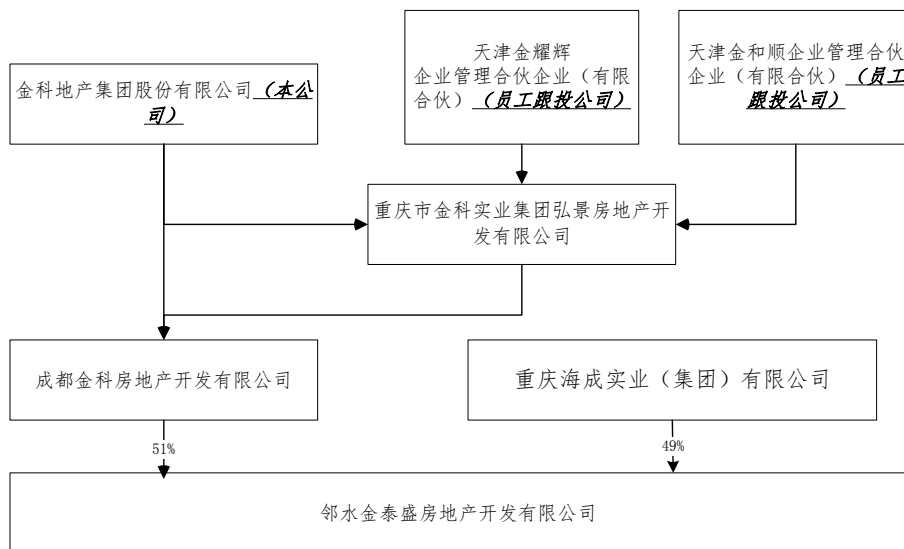 金科地产集团股份有限公司（本公
司）
天津金耀辉
企业管理合伙企业（有限
合伙）（员工跟投公司）
天津金和顺企业管理合伙
企业（有限合伙）（员工
跟投公司）
重庆市金科实业集团弘景房地产开
发有限公司
成都金科房地产开发有限公司
重庆海成实业（集团）有限公司
51%
49%
邻水金泰盛房地产开发有限公司